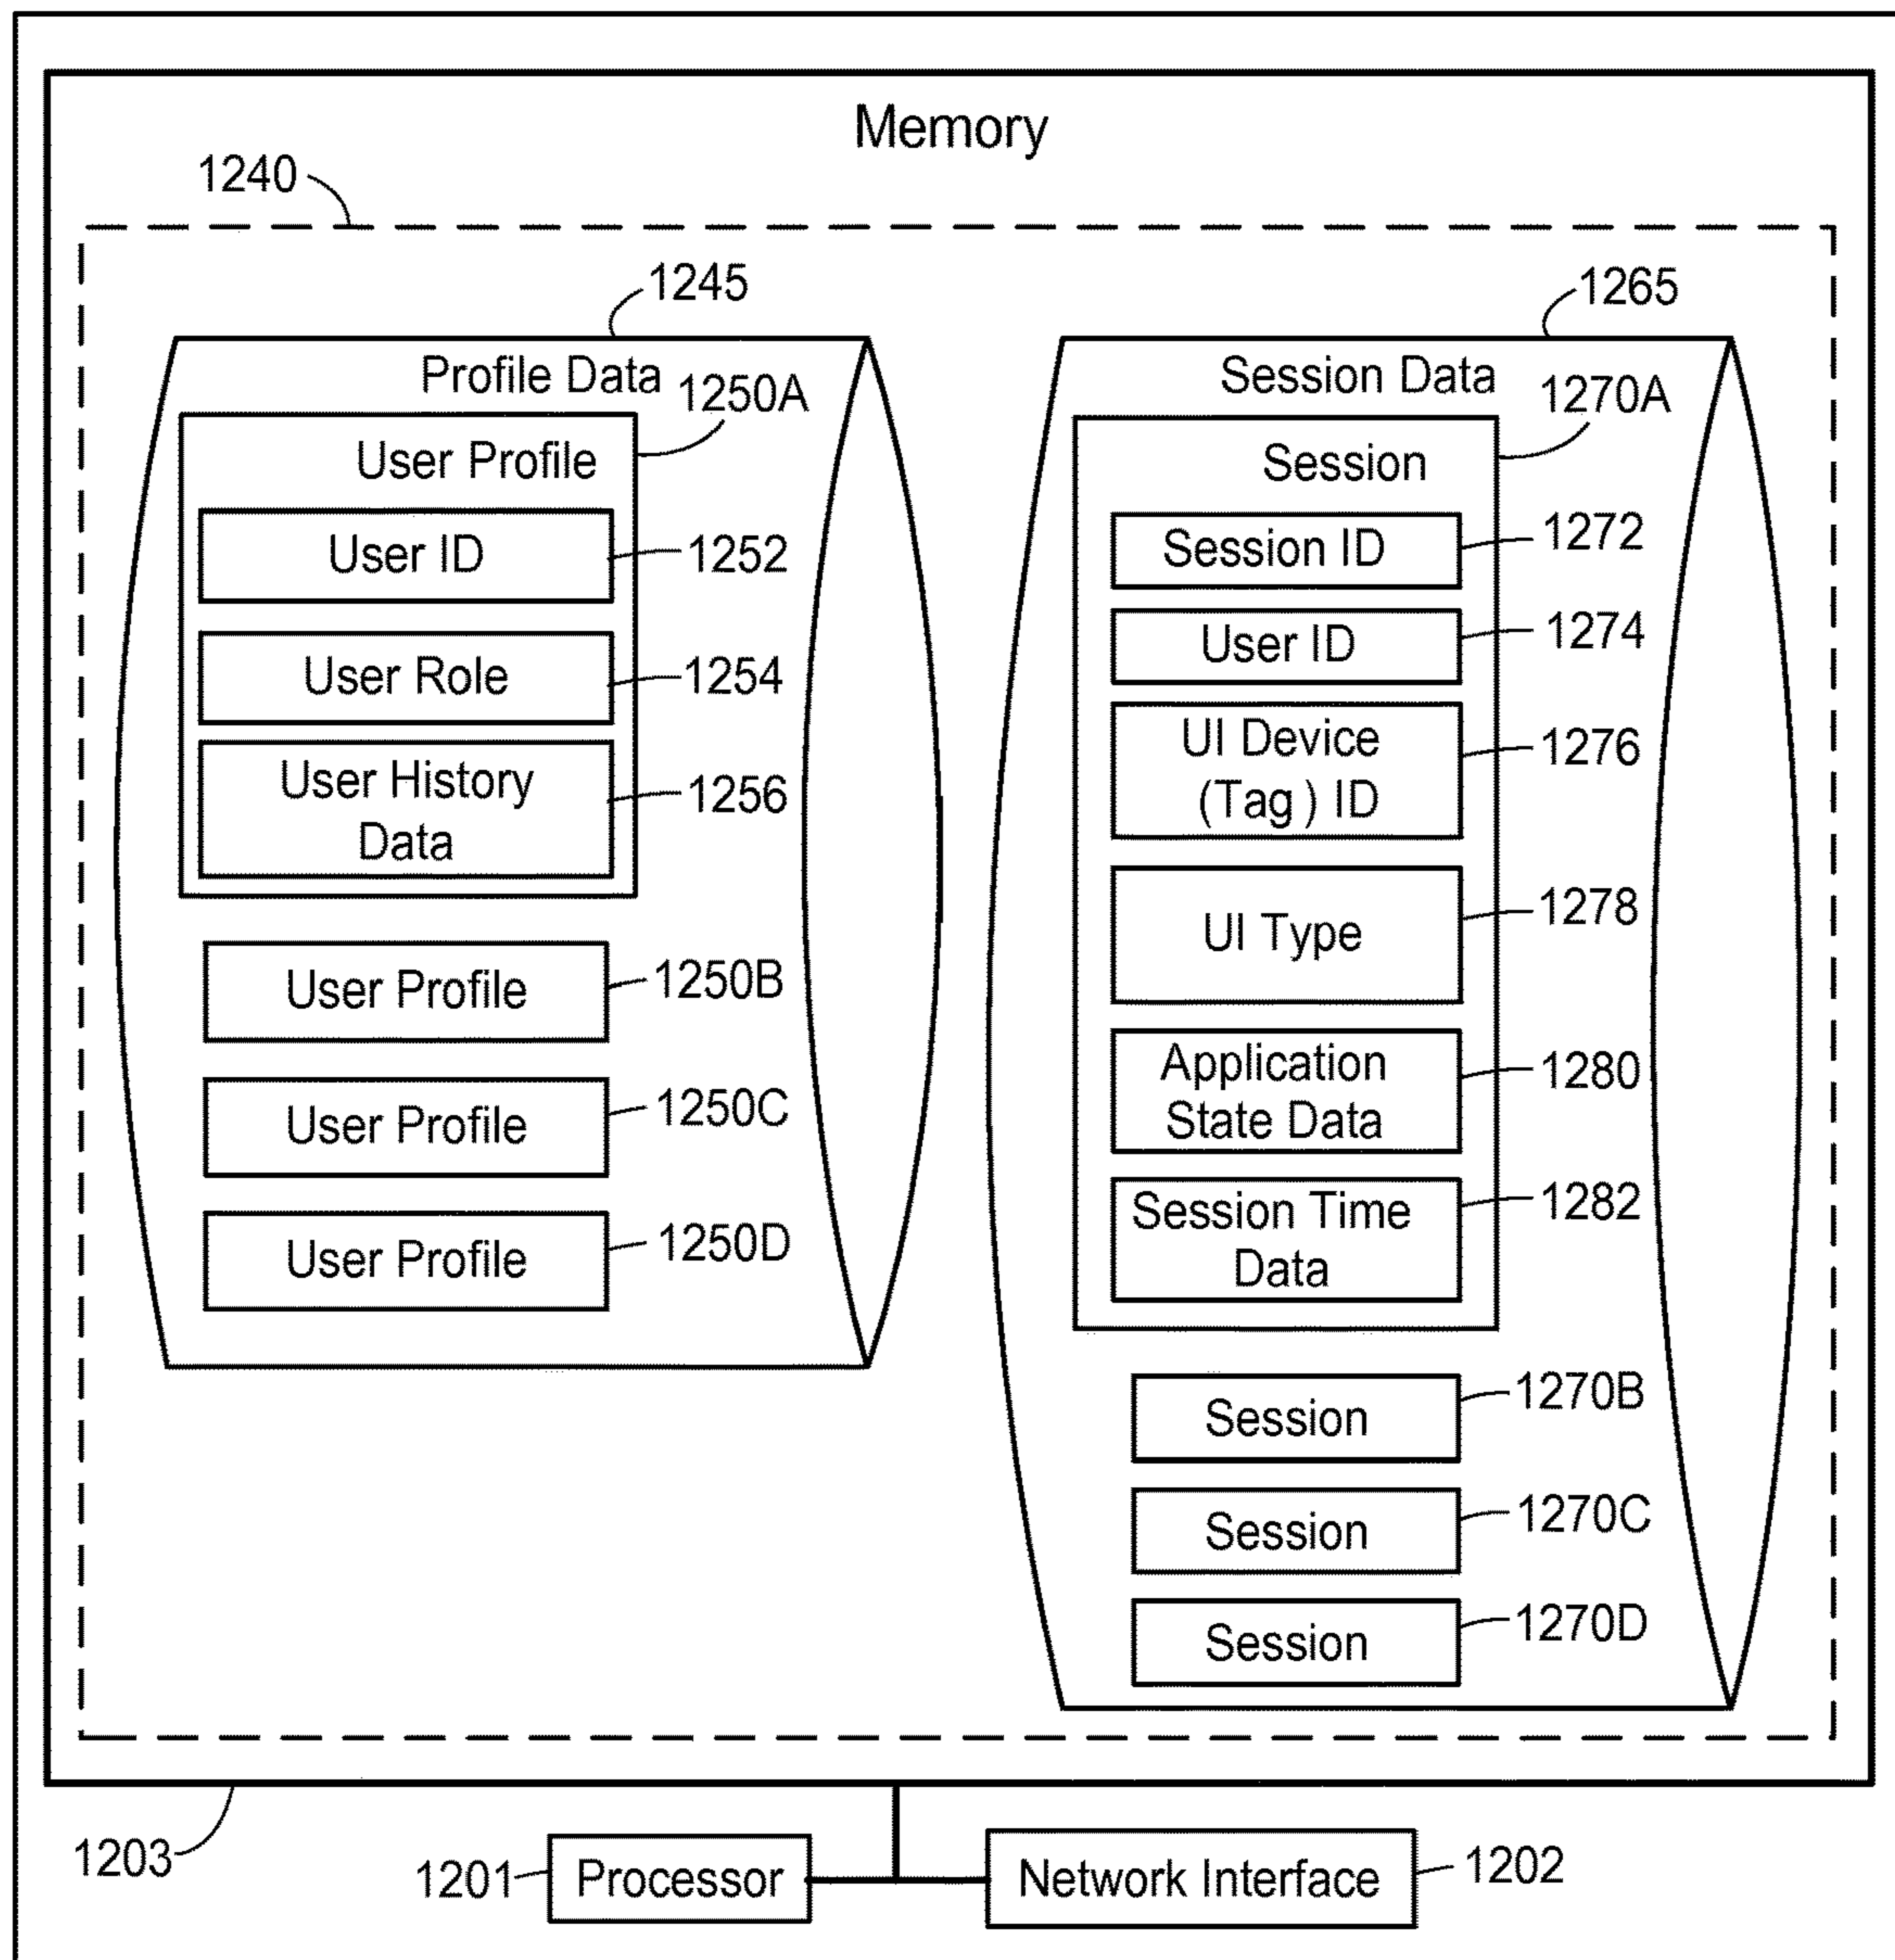 Memory
1240
1245
Profile Data
1250A
User Profile
User ID
1252
User Role
1254
User History
Data
1256
User Profile
1250B
User Profile
1250C
User Profile
1250D
1265
Session Data
1270A
Session
Session ID
1272
User ID
1274
UI Device
(Tag ) ID
1276
UI Type
1278
Application
State Data
1280
Session Time
Data
1282
Session
1270B
Session
1270C
Session
1270D
1203
1201
Processor
Network Interface
1202